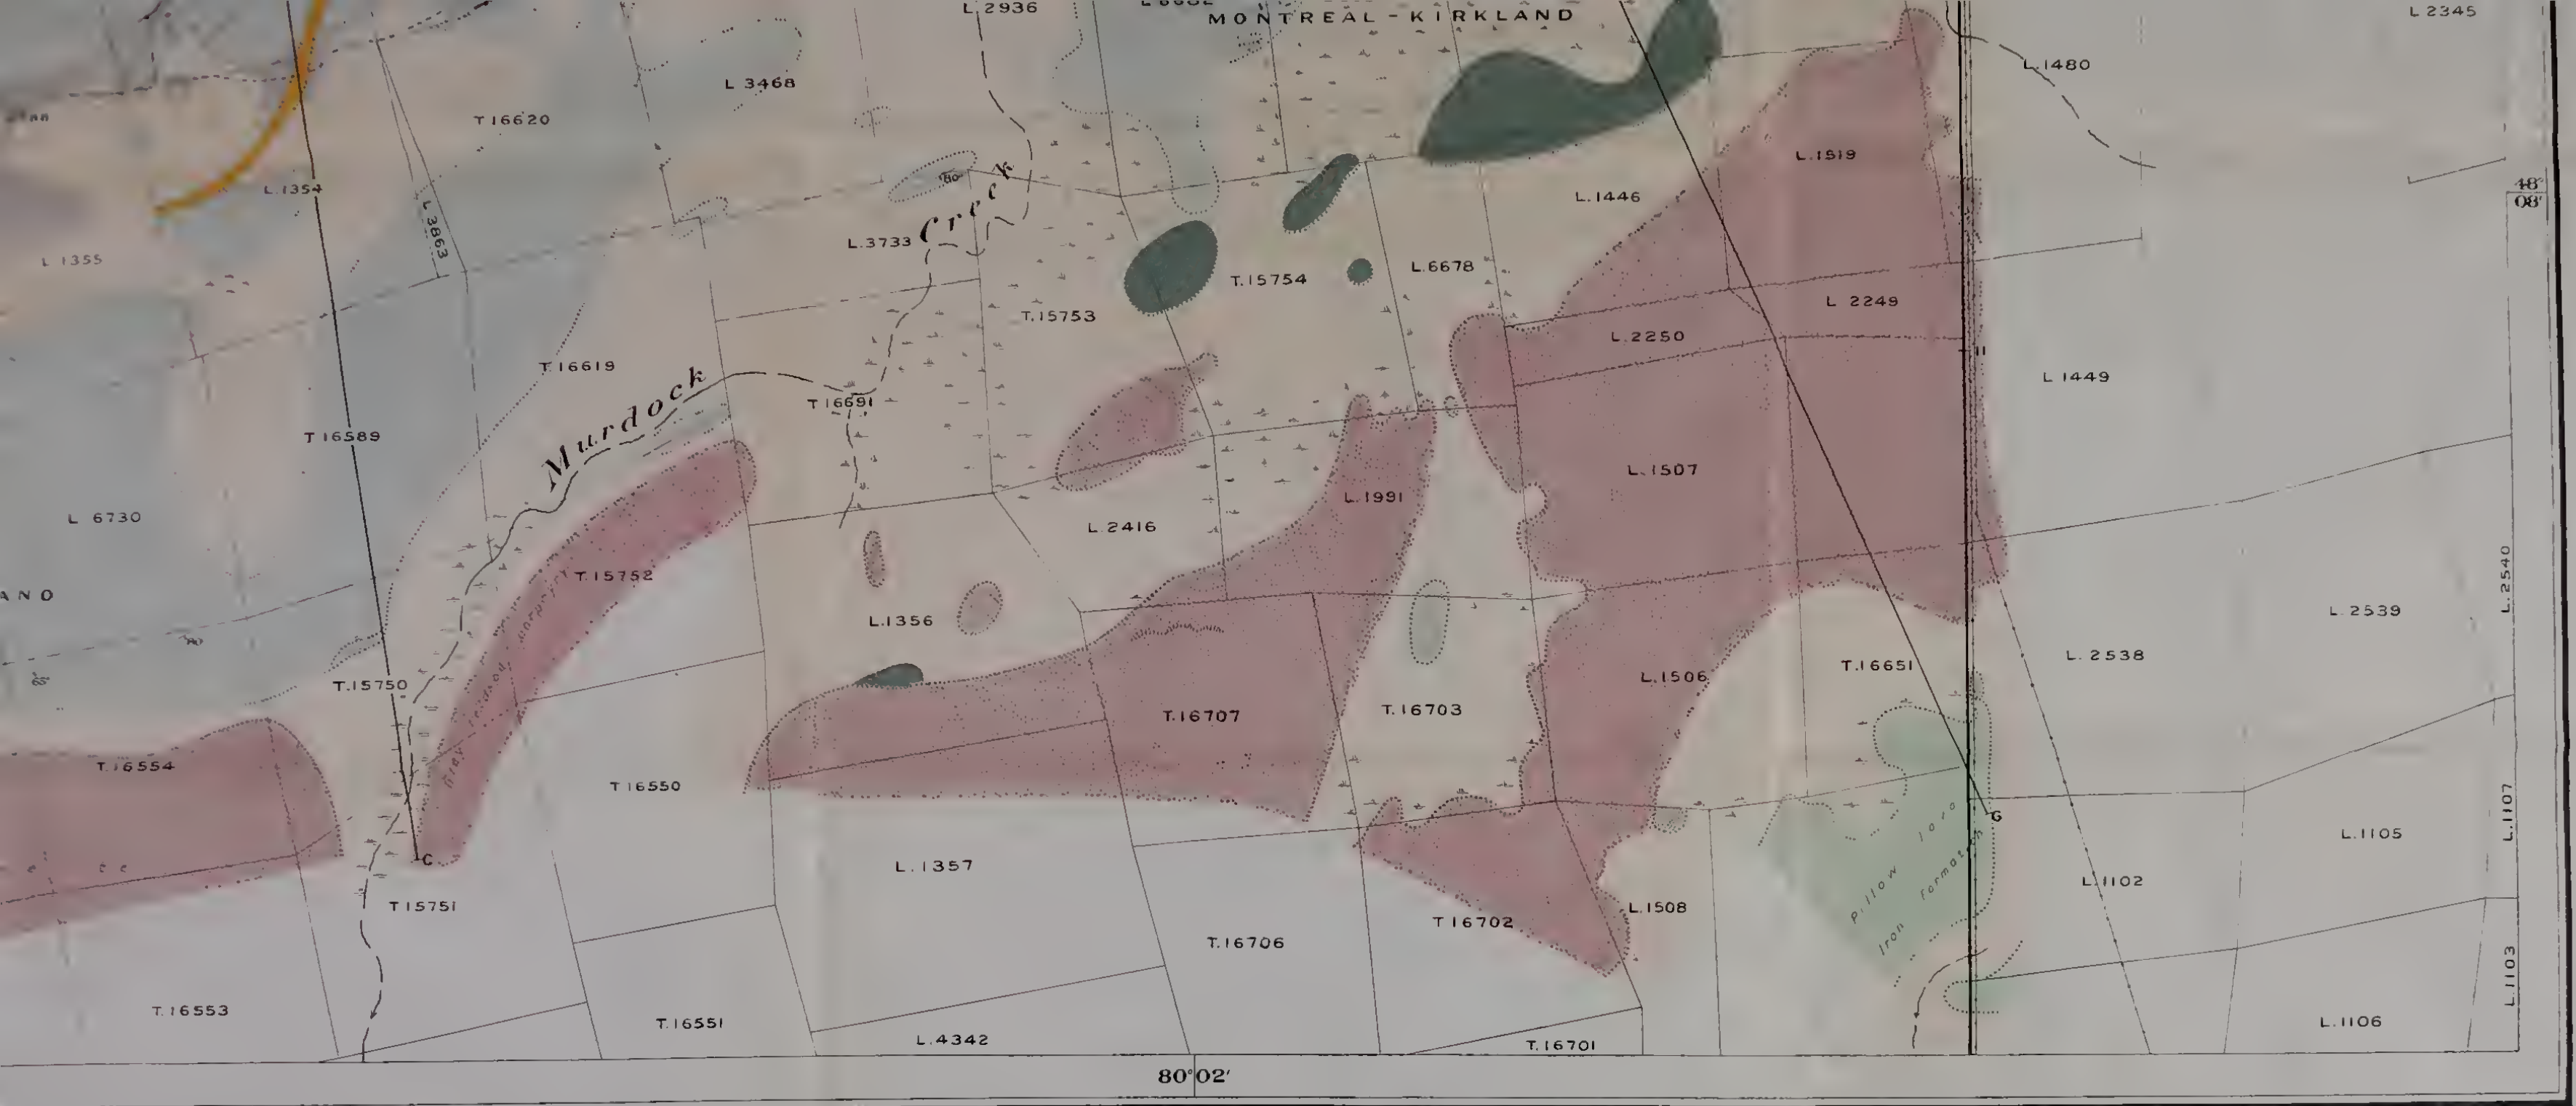 L.2936
MONTREAL-KIRKLAND
L 2345
L.1480
L 3468
T 16620
L.1519
48°
08'
L.1354
L.1446
L 3863
Creek
L.3733
L 1355
L.6678
T.15754
L 2249
T.15753
L.2250
H
T.16619
L 1449
Murdock
T 16691
T 16589
L.1507
L.1991
L 6730
L.2416
T.15752
L.2540
L.2539
L.1356
L. 2538
T.16651
L.1506
T.15750
T.16707
T.16703
T.16554
T 16550
L.1107
G
Pillow lava
Iron formation
L.1105
C
L. 1357
L.1102
T 15751
L.1508
T 16702
T.16706
L.1103
T.16553
T.16551
L.1106
L.4342
T.16701
80°02'